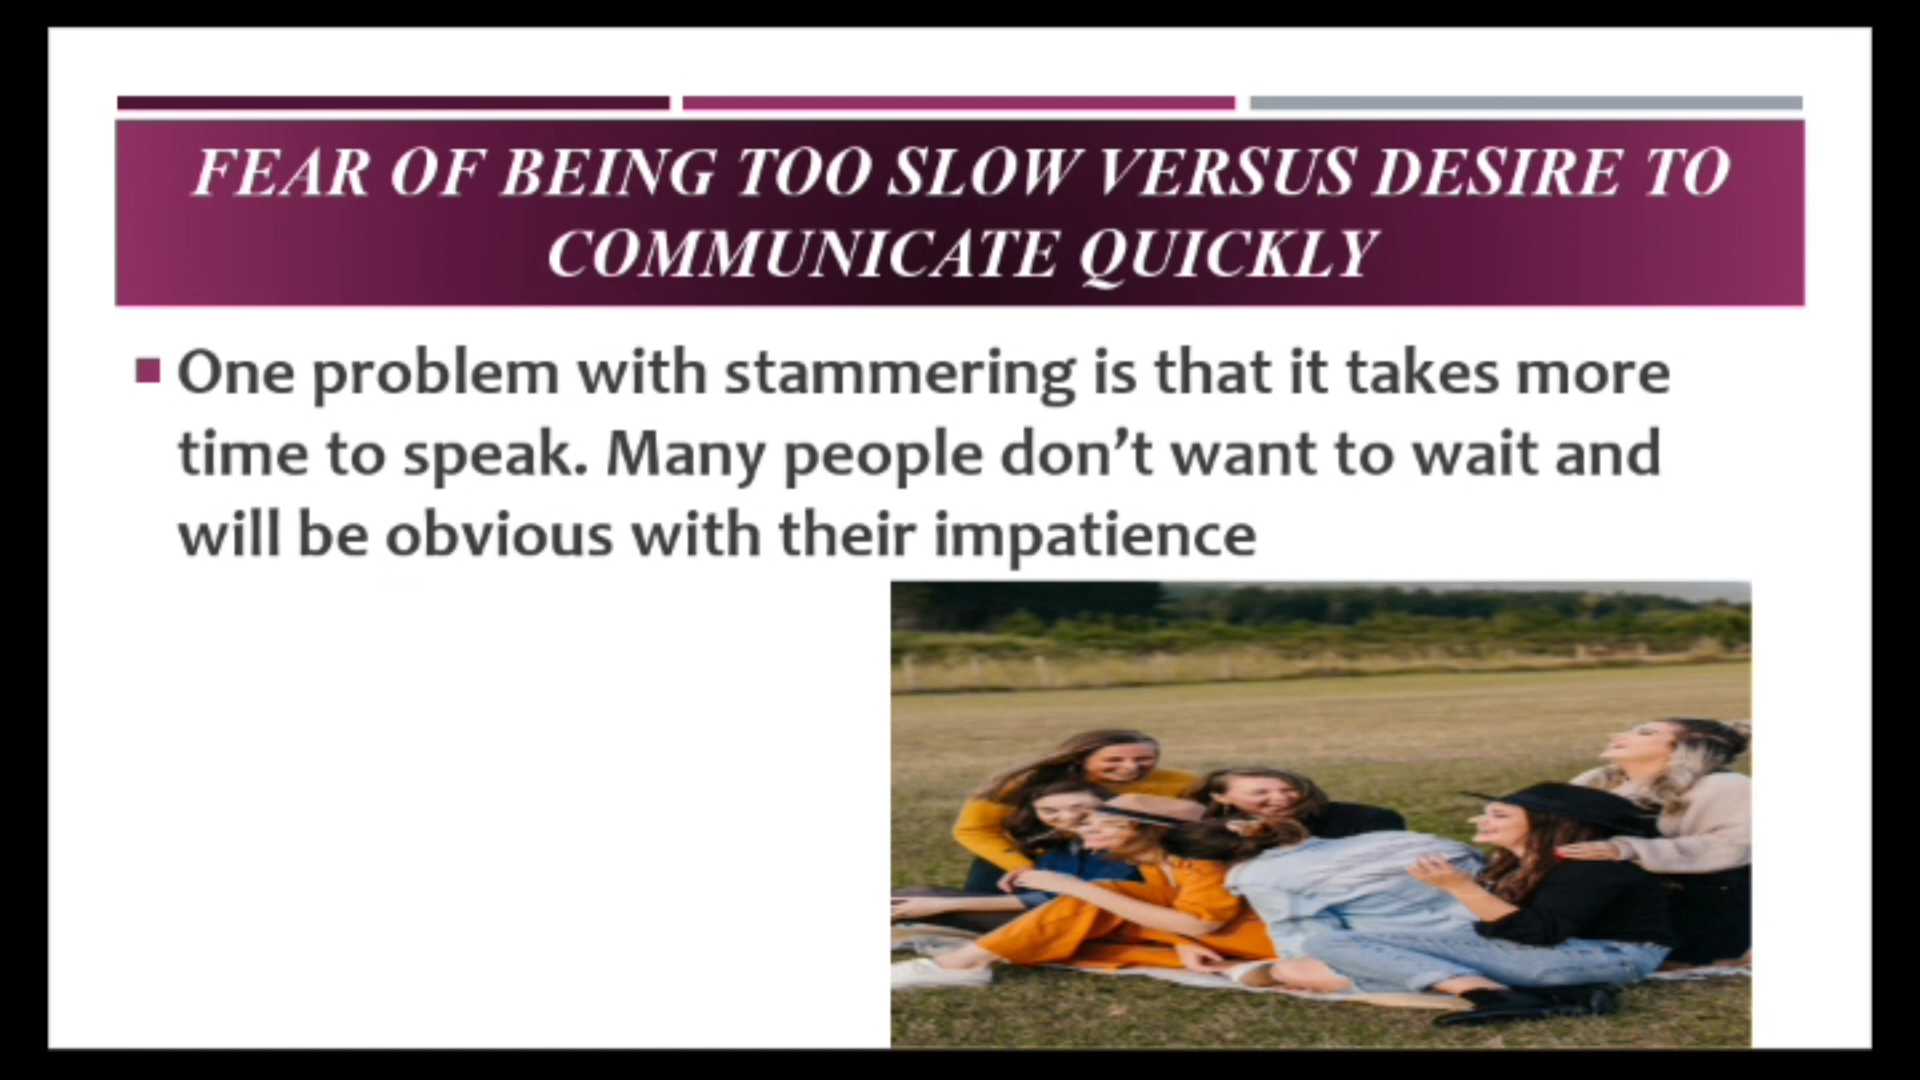 FEAR OF BEING TOO SLOW VERSUS DESIRE TO
COMMUNICATE QUICKLY
One problem with stammering is that it takes more
time to speak. Many people don’t want to wait and
will be obvious with their impatience